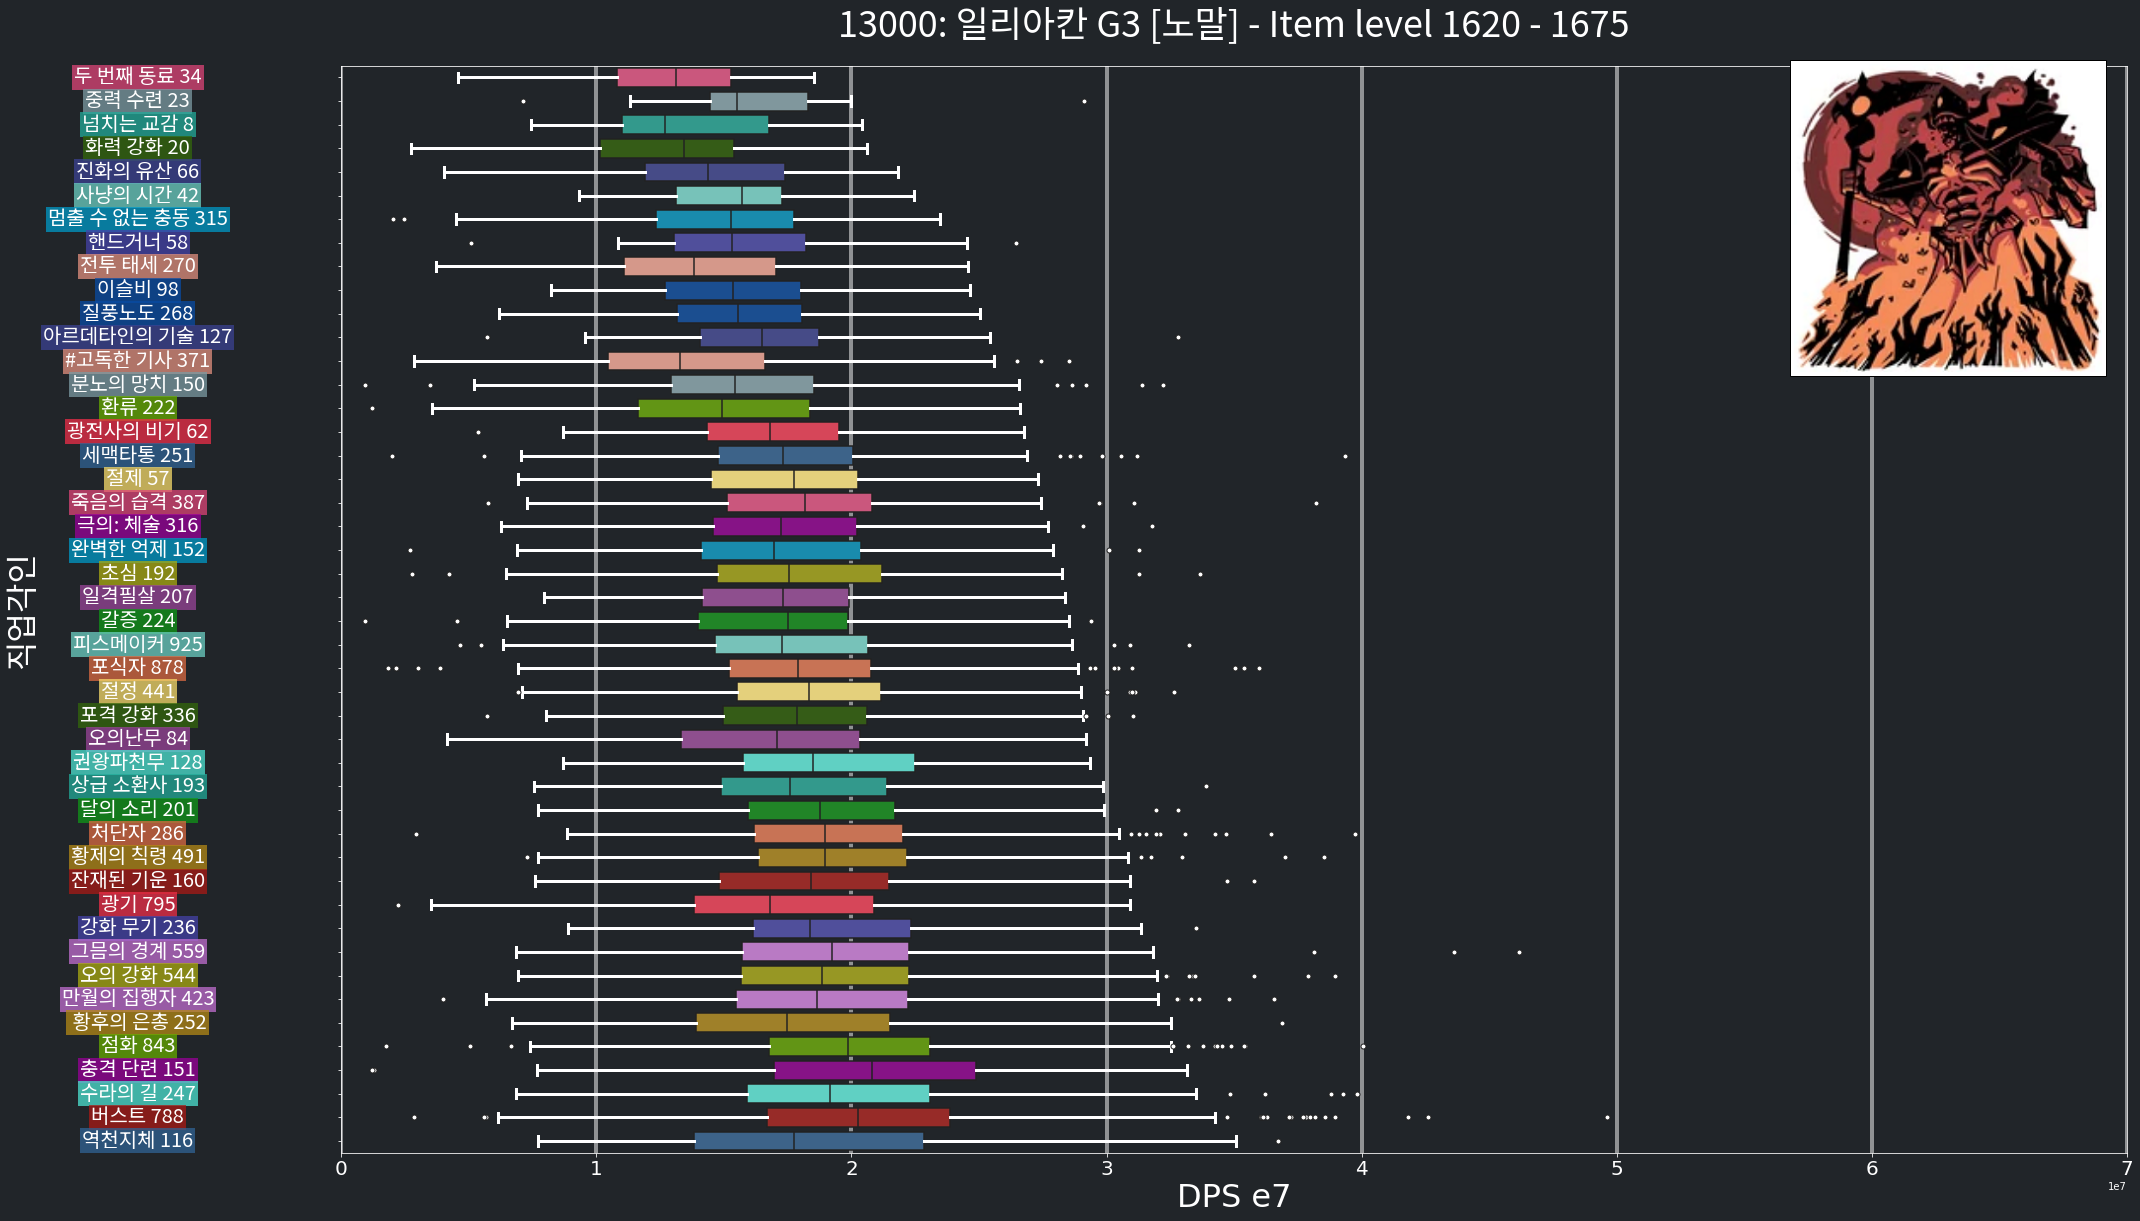 13000: 일리아칸 G3 [노말] - Item level 1620 - 1675
직업각인
두 번째 동료 34
중력 수련 23
넘치는 교감 8
화력 강화 20
진화의 유산 66
사냥의 시간 42
멈출 수 없는 충동 315
핸드거너 58
전투 태세 270
이슬비 98
질풍노도 268
아르데타인의 기술 127
#고독한 기사 371
분노의 망치 150
환류 222
광전사의 비기 62
세맥타통 251
절제 57
죽음의 습격 387
극의: 체술 316
완벽한 억제 152
초심 192
일격필살 207
갈증 224
피스메이커 925
포식자 878
절정 441
포격 강화 336
오의난무 84
권왕파천무 128
상급 소환사 193
달의 소리 201
처단자 286
황제의 칙령 491
잔재된 기운 160
광기 795
강화 무기 236
그믐의 경계 559
오의 강화 544
만월의 집행자 423
황후의 은총 252
점화 843
충격 단련 151
수라의 길 247
버스트 788
역천지체 116
0 1 2 3 4 5 6 7
DPS e7
1e7